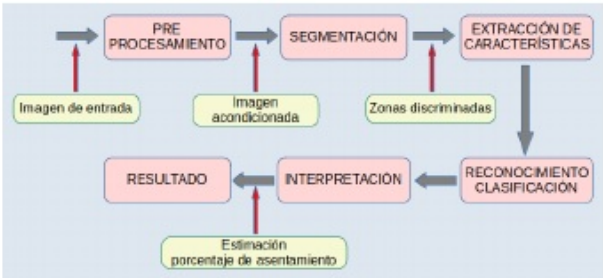 PRE
PROCESAMIENTO
SEGMENTACIÓN
EXTRACCIÓN DE
CARACTERÍSTICAS
Imagen de entrada
Imagen
acondicionada
Zonas discriminadas
RECONOCIMIENTO
CLASIFICACIÓN
INTERPRETACIÓN
RESULTADO
Estimación
porcentaje de asentamiento